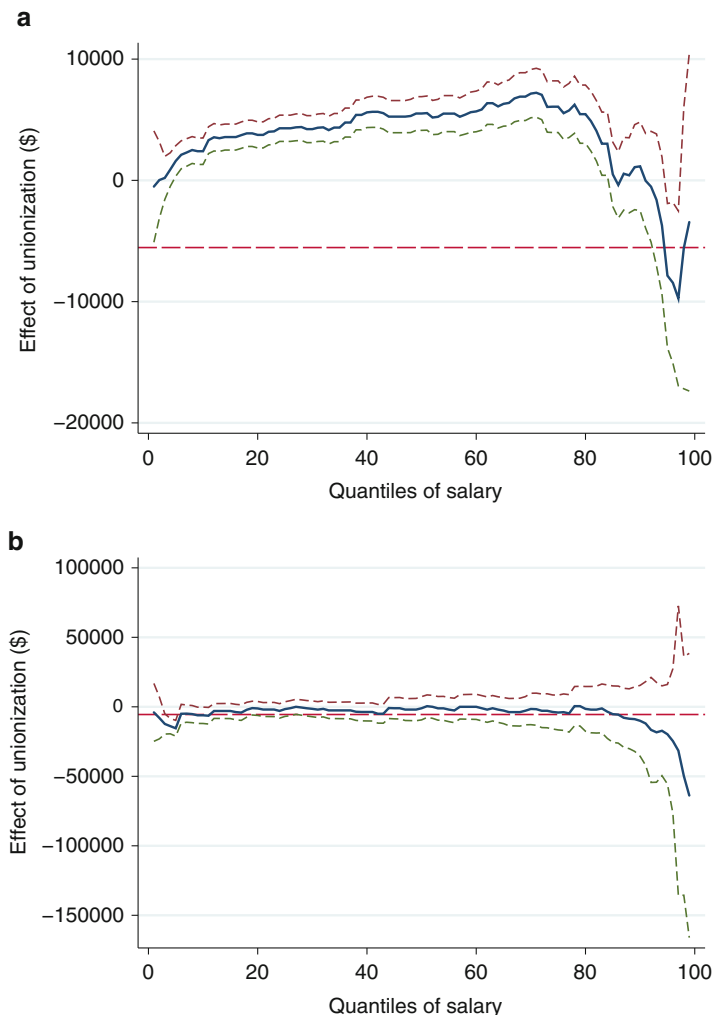 a
10000
0
−10000
−20000
Effect of unionization ($)
0 20 40 60 80 100
Quantiles of salary
b
100000
50000
0
−50000
−100000
−150000
Effect of unionization ($)
0 20 40 60 80 100
Quantiles of salary